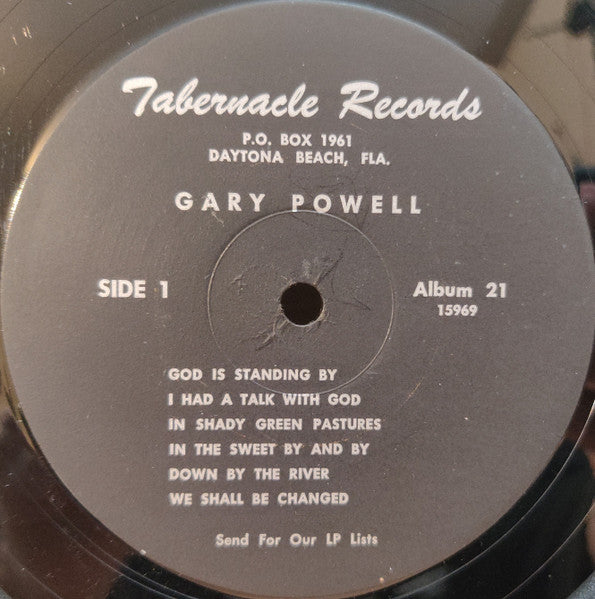 Tabernacle Records
P.O. BOX 1961
DAYTONA BEACH, FLA.
GARY POWELL
SIDE 1
Album 21
15969
GOD IS STANDING BY
I HAD A TALK WITH GOD
IN SHADY GREEN PASTURES
IN THE SWEET BY AND BY
DOWN BY THE RIVER
WE SHALL BE CHANGED
Send For Our LP Lists